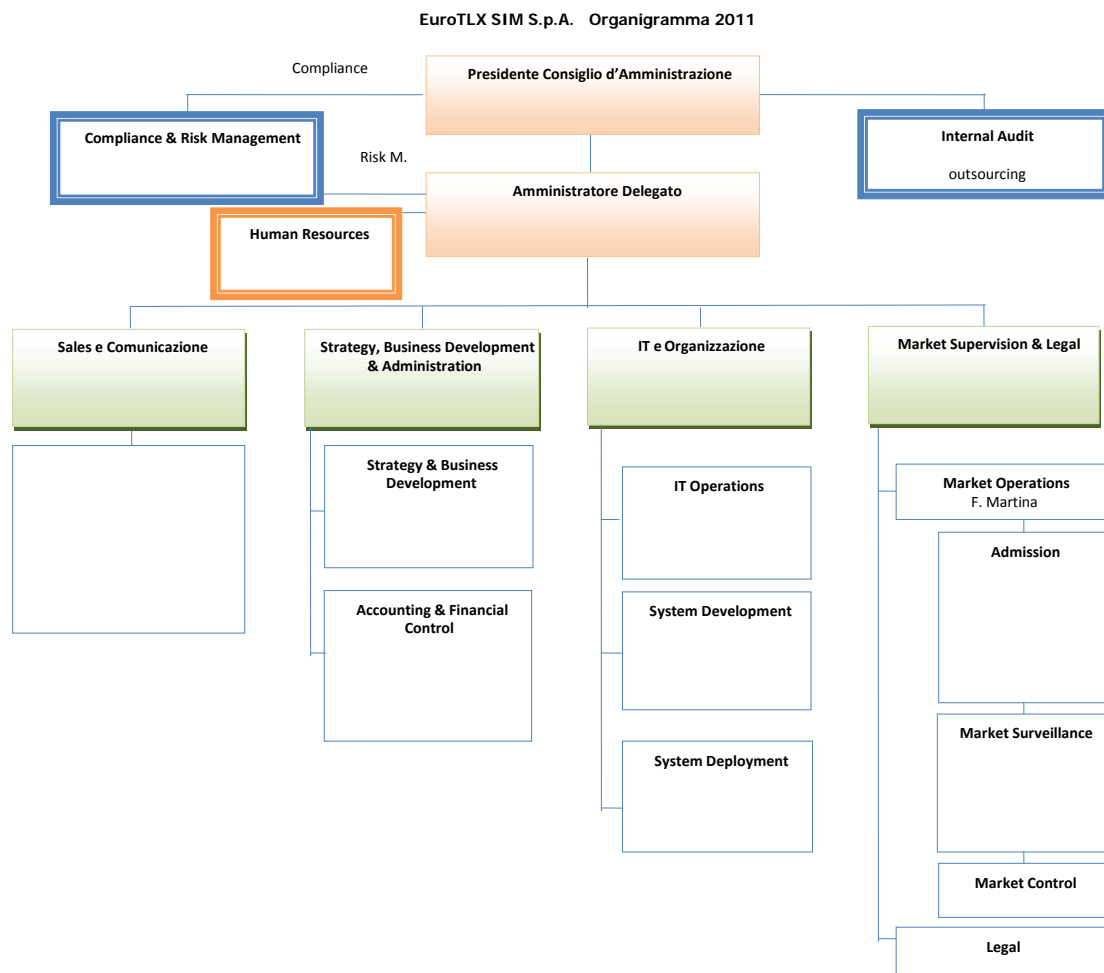 EuroTLX SIM S.p.A. Organigramma 2011
Compliance
Presidente Consiglio d'Amministrazione
Compliance & Risk Management
Internal Audit
outsourcing
Risk M.
Amministratore Delegato
Human Resources
Sales e Comunicazione
Strategy, Business Development
& Administration
IT e Organizzazione
Market Supervision & Legal
Strategy & Business
Development
Accounting & Financial
Control
IT Operations
System Development
System Deployment
Market Operations
F. Martina
Admission
Market Surveillance
Market Control
Legal